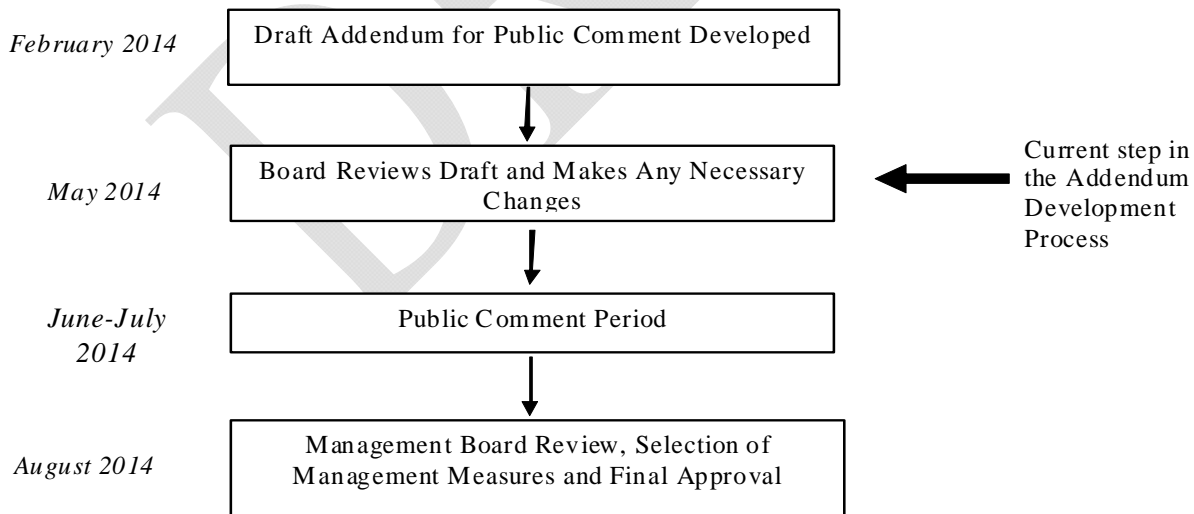 February 2014
Draft Addendum for Public Comment Developed
May 2014
Board Reviews Draft and Makes Any Necessary
Changes
Current step in
the Addendum
Development
Process
June-July
2014
Public Comment Period
August 2014
Management Board Review, Selection of
Management Measures and Final Approval